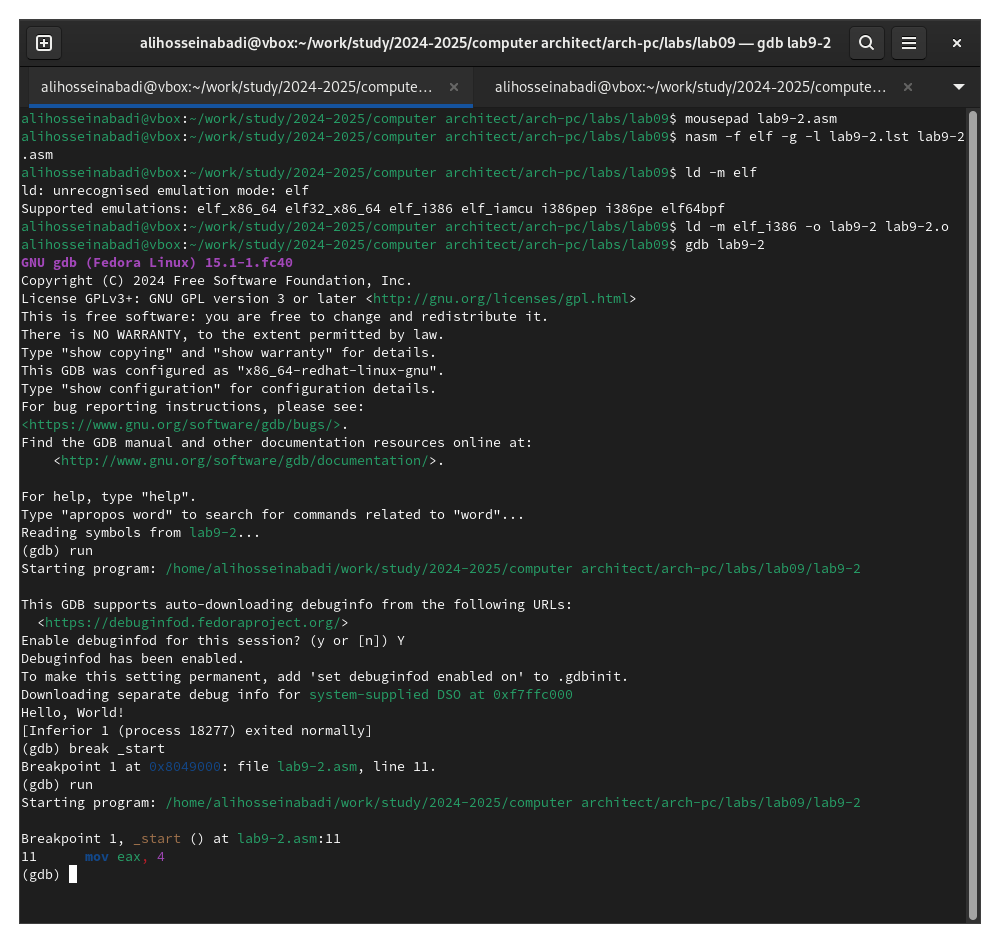 alihosseinabadi@vbox:~/work/study/2024-2025/computer architect/arch-pc/labs/lab09 — gdb lab9-2
alihosseinabadi@vbox:~/work/study/2024-2025/compute... × alihosseinabadi@vbox:~/work/study/2024-2025/compute... ×
alihosseinabadi@vbox:~/work/study/2024-2025/computer architect/arch-pc/labs/lab09$ mousepad lab9-2.asm
alihosseinabadi@vbox:~/work/study/2024-2025/computer architect/arch-pc/labs/lab09$ nasm -f elf -g -l lab9-2.lst lab9-2
.asm
alihosseinabadi@vbox:~/work/study/2024-2025/computer architect/arch-pc/labs/lab09$ ld -m elf
ld: unrecognised emulation mode: elf
Supported emulations: elf_x86_64 elf32_x86_64 elf_i386 elf_iamcu i386pep i386pe elf64bpf
alihosseinabadi@vbox:~/work/study/2024-2025/computer architect/arch-pc/labs/lab09$ ld -m elf_i386 -o lab9-2 lab9-2.o
alihosseinabadi@vbox:~/work/study/2024-2025/computer architect/arch-pc/labs/lab09$ gdb lab9-2
GNU gdb (Fedora Linux) 15.1-1.fc40
Copyright (C) 2024 Free Software Foundation, Inc.
License GPLv3+: GNU GPL version 3 or later <http://gnu.org/licenses/gpl.html>
This is free software: you are free to change and redistribute it.
There is NO WARRANTY, to the extent permitted by law.
Type "show copying" and "show warranty" for details.
This GDB was configured as "x86_64-redhat-linux-gnu".
Type "show configuration" for configuration details.
For bug reporting instructions, please see:
<https://www.gnu.org/software/gdb/bugs/>.
Find the GDB manual and other documentation resources online at:
    <http://www.gnu.org/software/gdb/documentation/>.
For help, type "help".
Type "apropos word" to search for commands related to "word"...
Reading symbols from lab9-2...
(gdb) run
Starting program: /home/alihosseinabadi/work/study/2024-2025/computer architect/arch-pc/labs/lab09/lab9-2
This GDB supports auto-downloading debuginfo from the following URLs:
  <https://debuginfod.fedoraproject.org/>
Enable debuginfod for this session? (y or [n]) Y
Debuginfod has been enabled.
To make this setting permanent, add 'set debuginfod enabled on' to .gdbinit.
Downloading separate debug info for system-supplied DSO at 0xf7ffc000
Hello, World!
[Inferior 1 (process 18277) exited normally]
(gdb) break _start
Breakpoint 1 at 0x8049000: file lab9-2.asm, line 11.
(gdb) run
Starting program: /home/alihosseinabadi/work/study/2024-2025/computer architect/arch-pc/labs/lab09/lab9-2
Breakpoint 1, _start () at lab9-2.asm:11
11      mov eax, 4
(gdb)